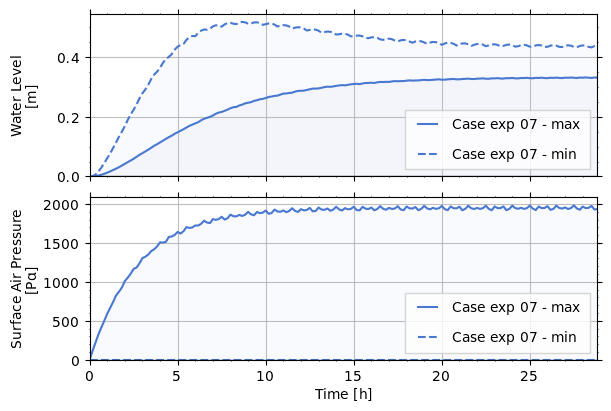 Water Level
[m]
0.4
0.2
0.0
Case exp 07 - max
Case exp 07 - min
Surface Air Pressure
[Pa]
2000
1500
1000
500
0
Case exp 07 - max
Case exp 07 - min
0 5 10 15 20 25
Time [h]